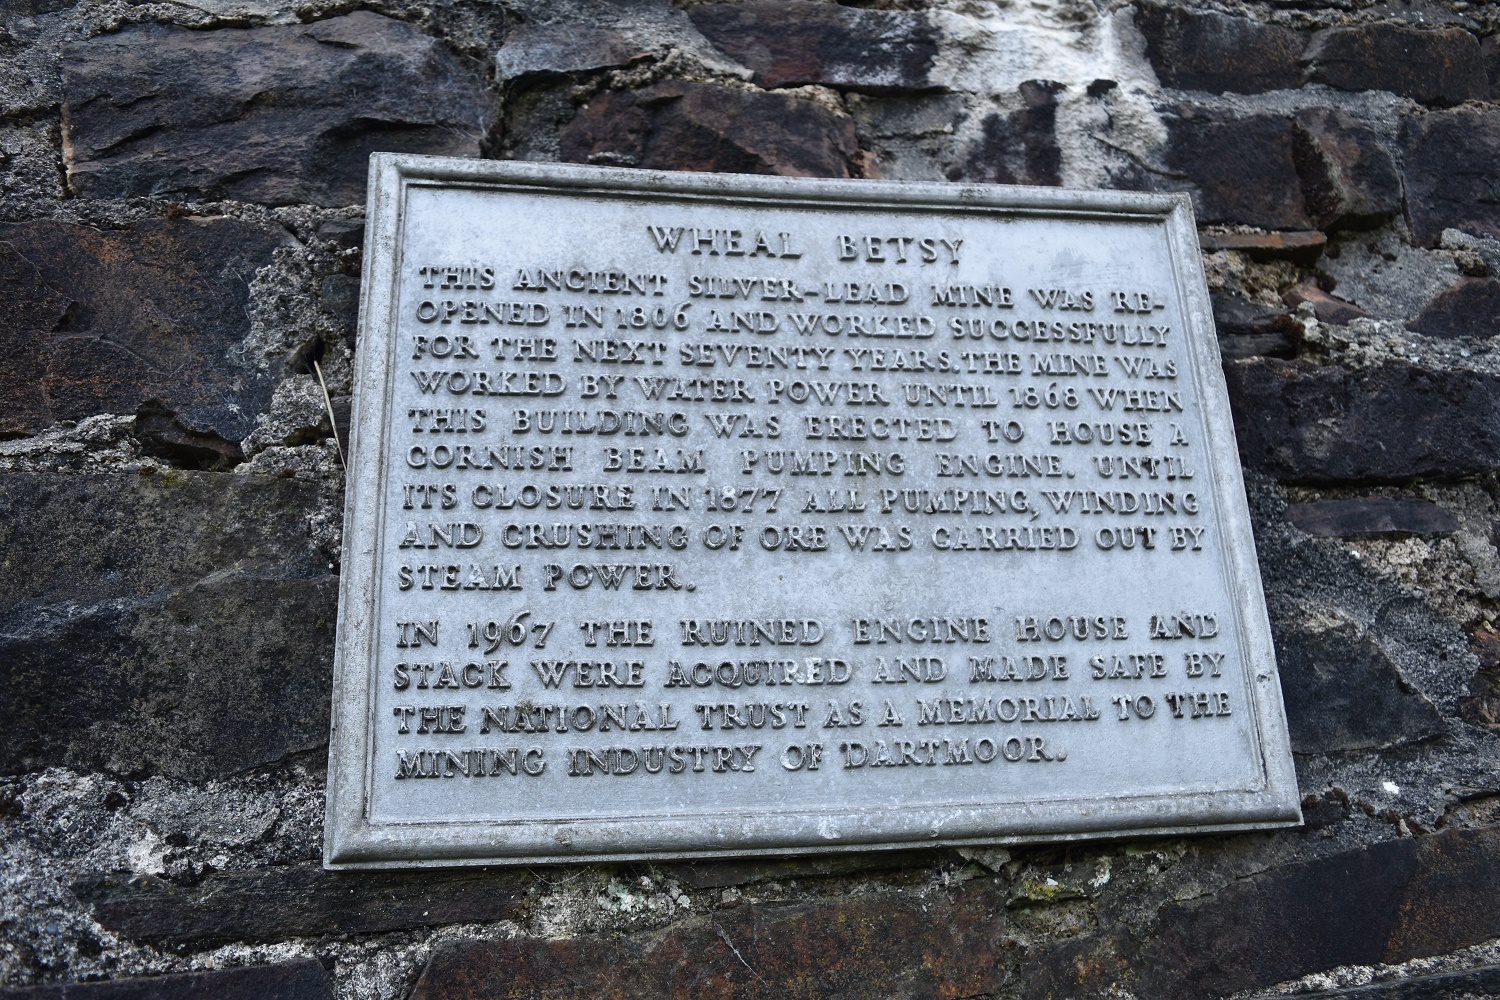 WHEAL BETSY
THIS ANCIENT SILVER-LEAD MINE WAS RE-
OPENED IN 1806 AND WORKED SUCCESSFULLY
FOR THE NEXT SEVENTY YEARS. THE MINE WAS
WORKED BY WATER POWER UNTIL 1868 WHEN
THIS BUILDING WAS ERECTED TO HOUSE A
CORNISH BEAM PUMPING ENGINE. UNTIL
ITS CLOSURE IN 1877 ALL PUMPING, WINDING
AND CRUSHING OF ORE WAS CARRIED OUT BY
STEAM POWER.
IN 1967 THE RUINED ENGINE HOUSE AND
STACK WERE ACQUIRED AND MADE SAFE BY
THE NATIONAL TRUST AS A MEMORIAL TO THE
MINING INDUSTRY OF DARTMOOR.